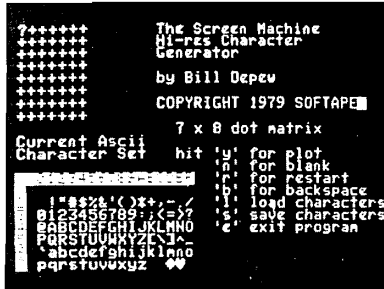 ?++++++
+++++++
+++++++
+++++++
+++++++
+++++++
+++++++
+++++++
The Screen Machine
Hi-res Character
Generator
by Bill Depew
COPYRIGHT 1979 SOFTAPE
7 x 8 dot matrix
Current Ascii
Character Set
hit 'y' for plot
'n' for blank
'r' for restart
'b' for backspace
'l' load characters
's' save characters
'e' exit program
!"#$%&'()*+,-./
0123456789:;<=>?
@ABCDEFGHIJKLMNO
PQRSTUVWXYZ[\]^_
`abcdefghijklmno
pqrstuvwxyz ♠♥